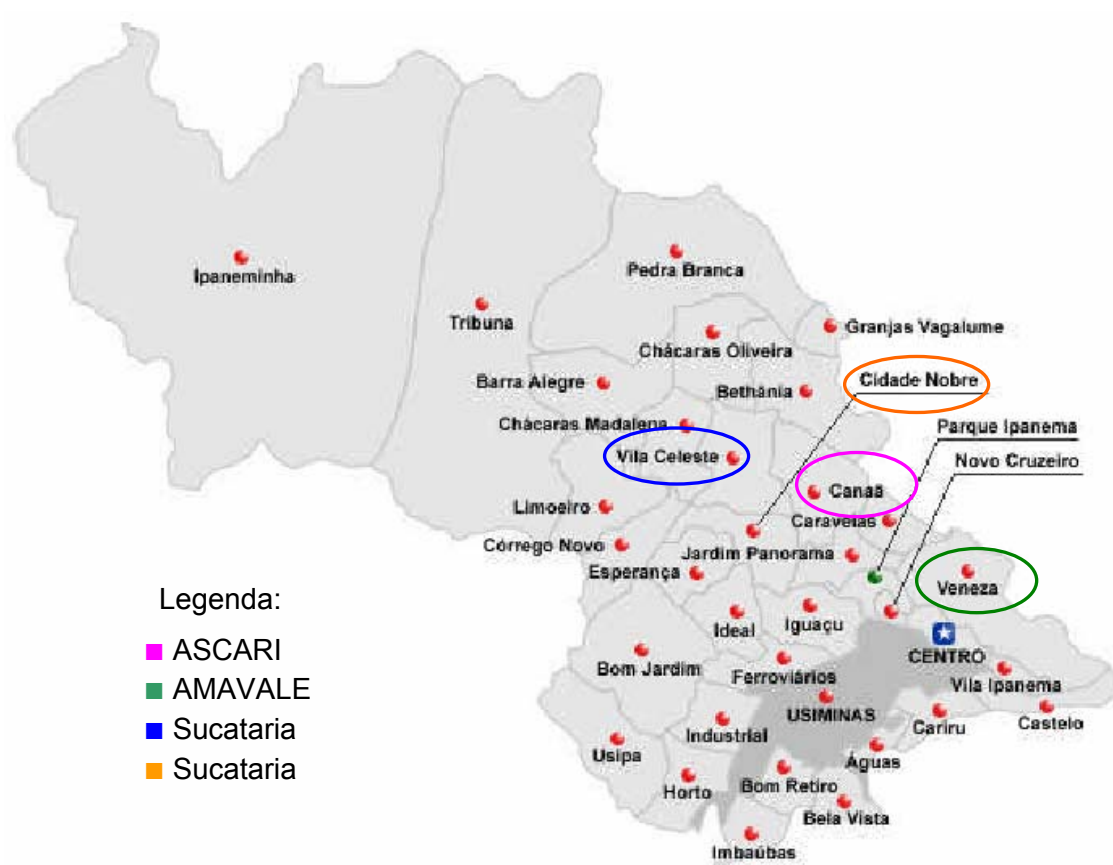 Ipaneminha
Pedra Branca
Tribuna
Granjas Vagalume
Chácaras Oliveira
Barra Alegre
Bethânia
Cidade Nobre
Chácaras Madalena
Parque Ipanema
Vila Celeste
Novo Cruzeiro
Canaã
Limoeiro
Caravelas
Córrego Novo
Jardim Panorama
Esperança
Veneza
Legenda:
ASCARI
AMAVALE
Sucataria
Sucataria
Ideal
Iguaçu
CENTRO
Bom Jardim
Ferroviários
Vila Ipanema
USIMINAS
Cariru
Castelo
Industrial
Usipa
Águas
Horto
Bom Retiro
Bela Vista
Imbaúbas